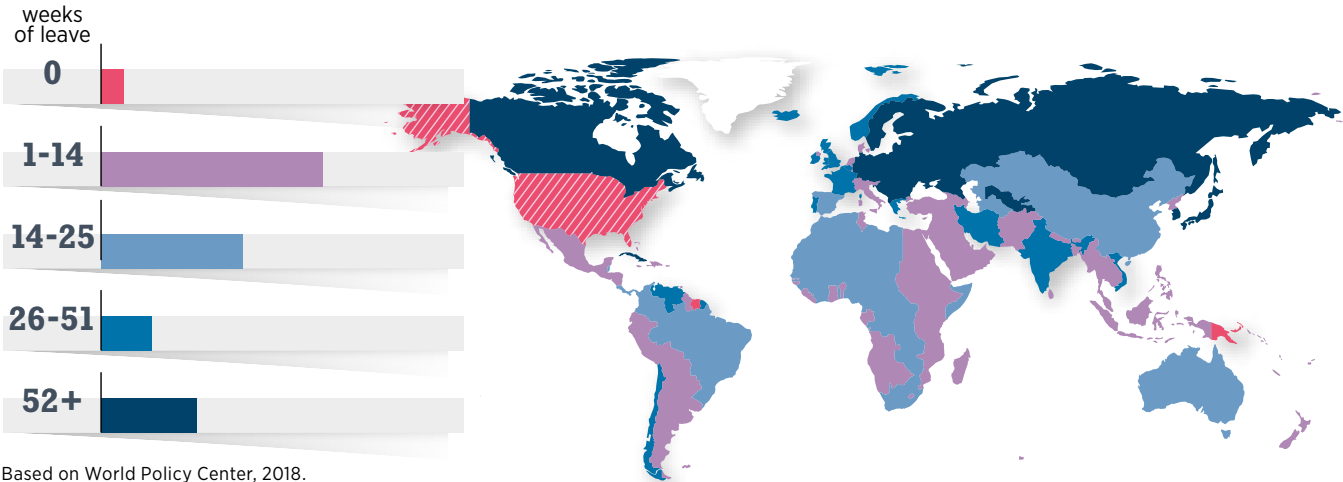 weeks
of leave
0
1-14
14-25
26-51
52+
Based on World Policy Center, 2018.